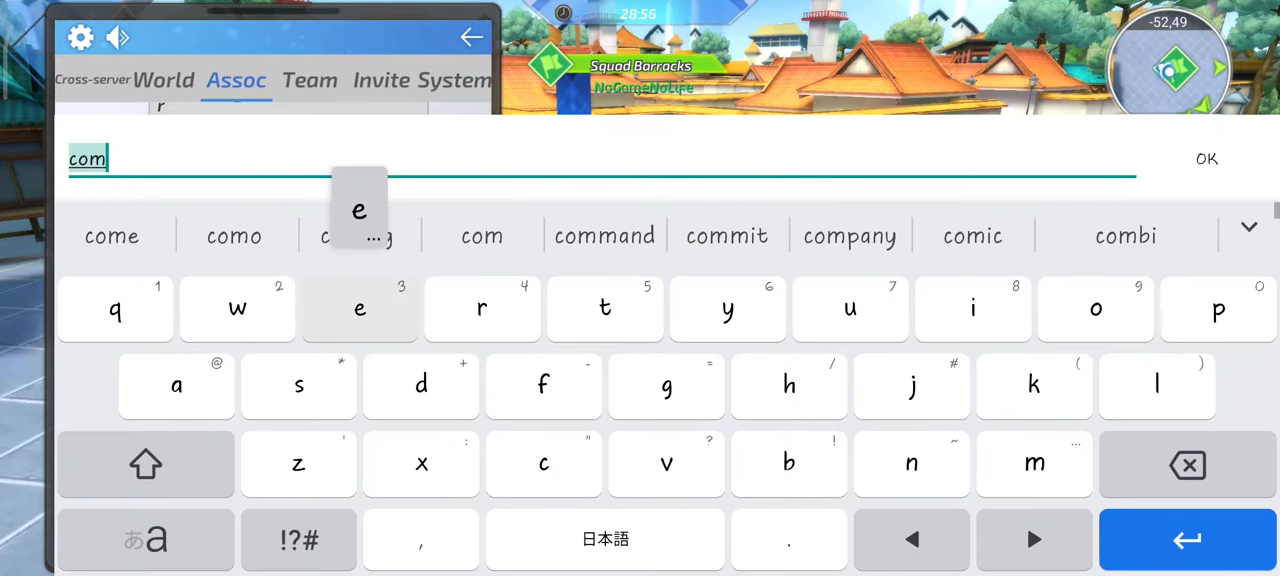 28:56
-52,49
Squad Barracks
NoGameNoLife
Cross-server World Assoc Team Invite System
r
com
OK
e
come como com command commit company comic combi
q 1 w 2 e 3 r 4 t 5 y 6 u 7 i 8 o 9 p 0
a @ s * d + f - g = h / j # k ( l )
z ' x : c " v ? b ! n ~ m ...
あa !?# , 日本語 .